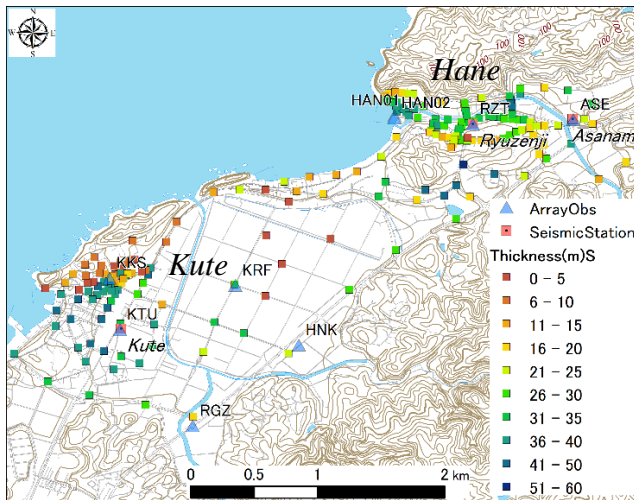 N
W
S
100
100
100
100
Hane
HAN01
HAN02
RZT
ASE
Ryuzenji
Asanam
ArrayObs
SeismicStation
Thickness(m)S
0 - 5
6 - 10
11 - 15
16 - 20
21 - 25
26 - 30
31 - 35
36 - 40
41 - 50
51 - 60
KKS
Kute
KRF
KTU
Kute
HNK
RGZ
0 0.5 1 2 km